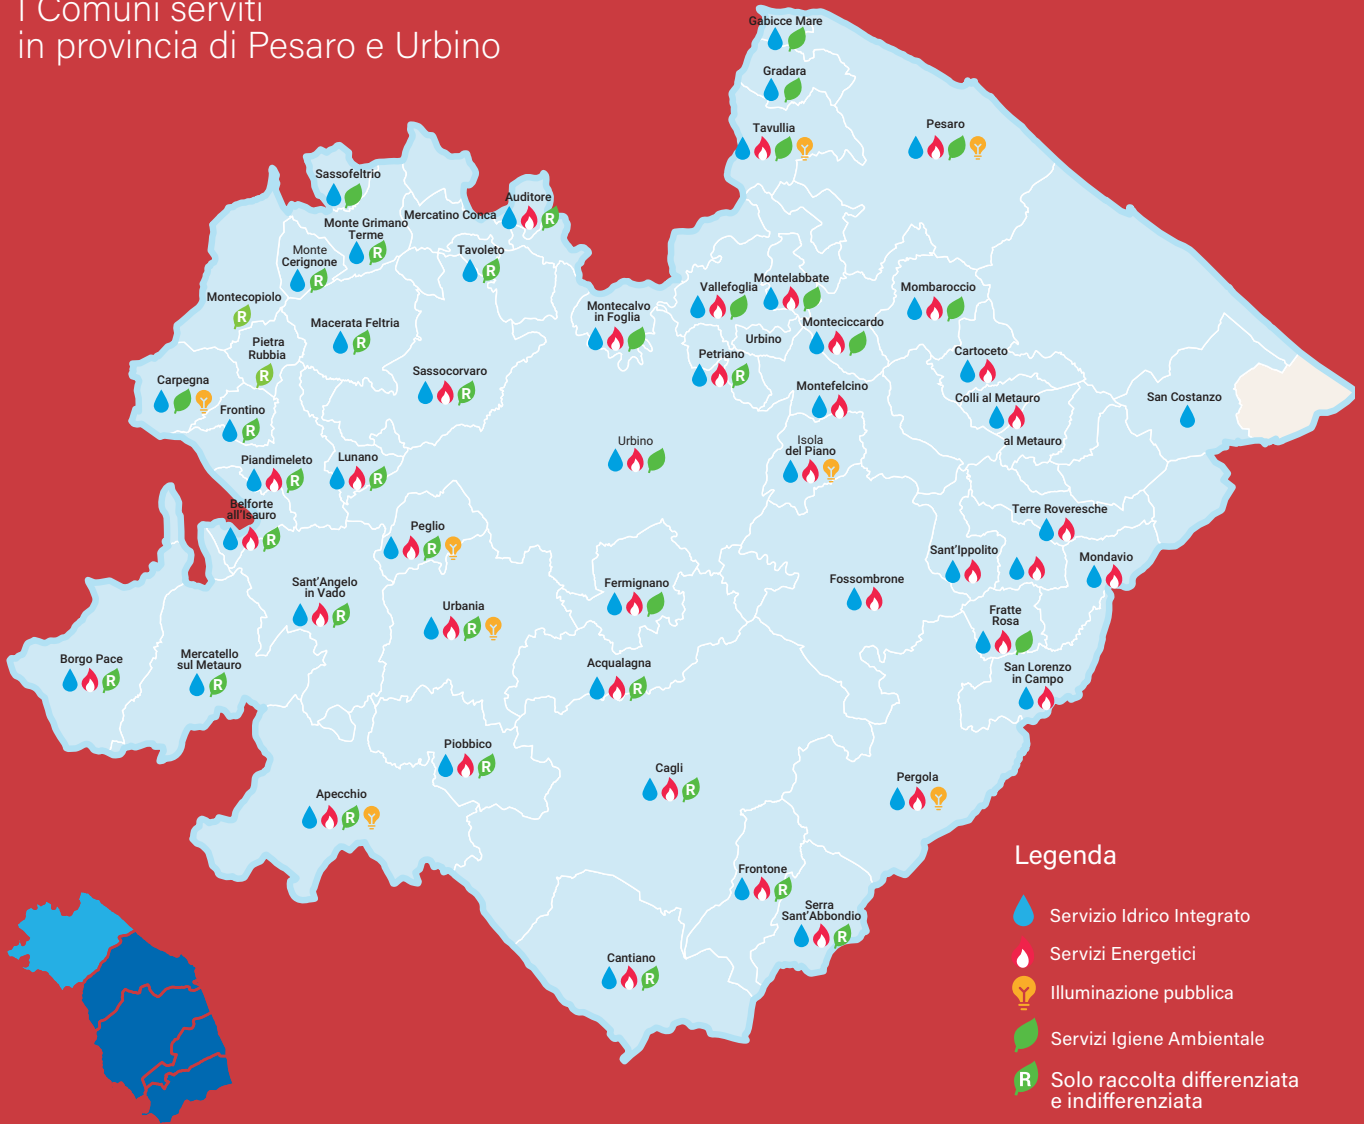 I Comuni serviti
in provincia di Pesaro e Urbino
Gabicce Mare
Gradara
Tavullia
Pesaro
Sassofeltrio
Auditore
Mercatino Conca
Monte Grimano
Terme
Monte
Cerignone
R
R
R
Tavoleto
R
Montecopiolo
R
Macerata Feltria
R
Pietra
Rubbia
R
Montecalvo
in Foglia
Vallefoglia
Montelabbate
Mombaroccio
Monteciccardo
Urbino
Petriano
R
Cartoceto
Carpegna
Sassocorvaro
R
Montefelcino
Colli al Metauro
San Costanzo
Frontino
R
al Metauro
Urbino
Isola
del Piano
Piandimeleto
R
Lunano
R
Belforte
all'Isauro
R
Peglio
R
Terre Roveresche
Sant'Ippolito
Mondavio
Sant'Angelo
in Vado
R
Urbania
R
Fermignano
Fossombrone
Fratte
Rosa
Borgo Pace
R
Mercatello
sul Metauro
R
Acqualagna
R
San Lorenzo
in Campo
Piobbico
R
Cagli
R
Pergola
Apecchio
R
Frontone
R
Serra
Sant'Abbondio
R
Cantiano
R
Legenda
Servizio Idrico Integrato
Servizi Energetici
Illuminazione pubblica
Servizi Igiene Ambientale
R Solo raccolta differenziata
e indifferenziata